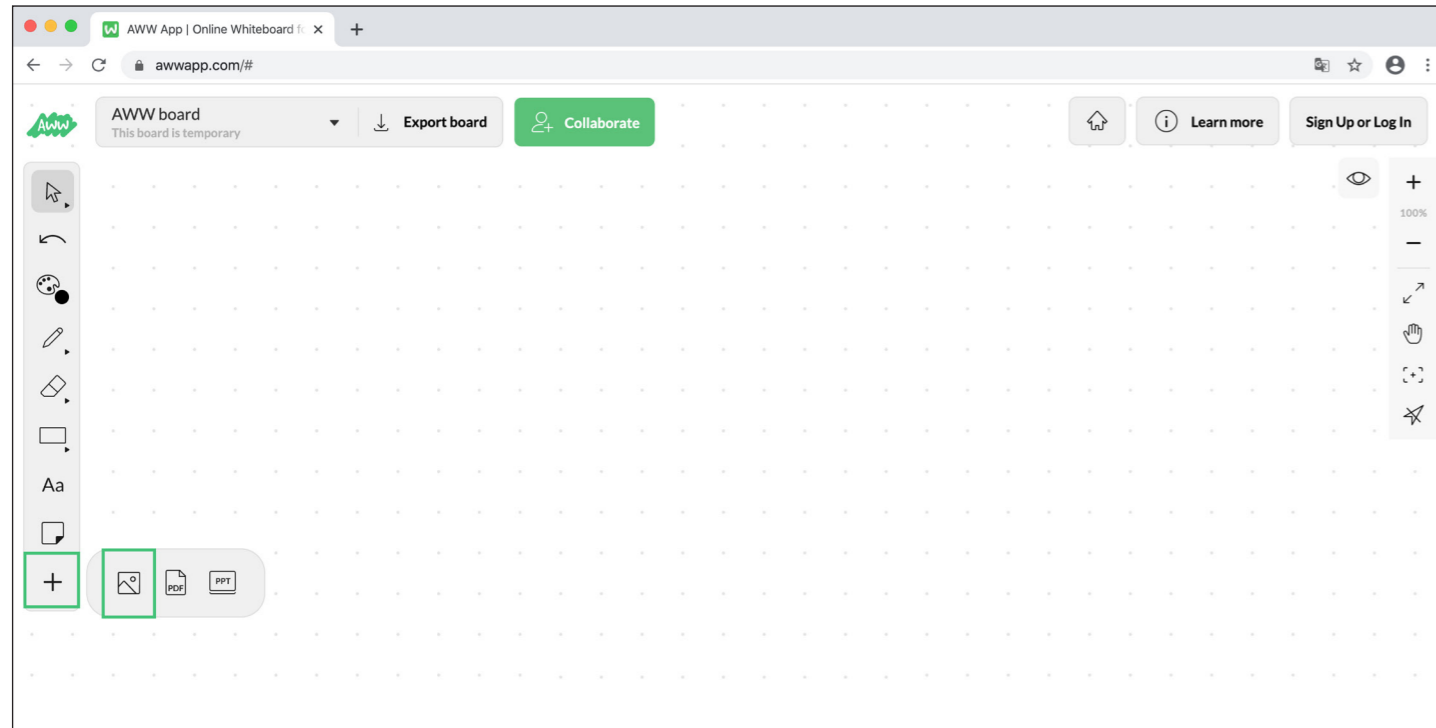 AWW App | Online Whiteboard fo
awwapp.com/#
AWW
AWW board
This board is temporary
Export board
Collaborate
Learn more
Sign Up or Log In
100%
Aa
PDF
PPT